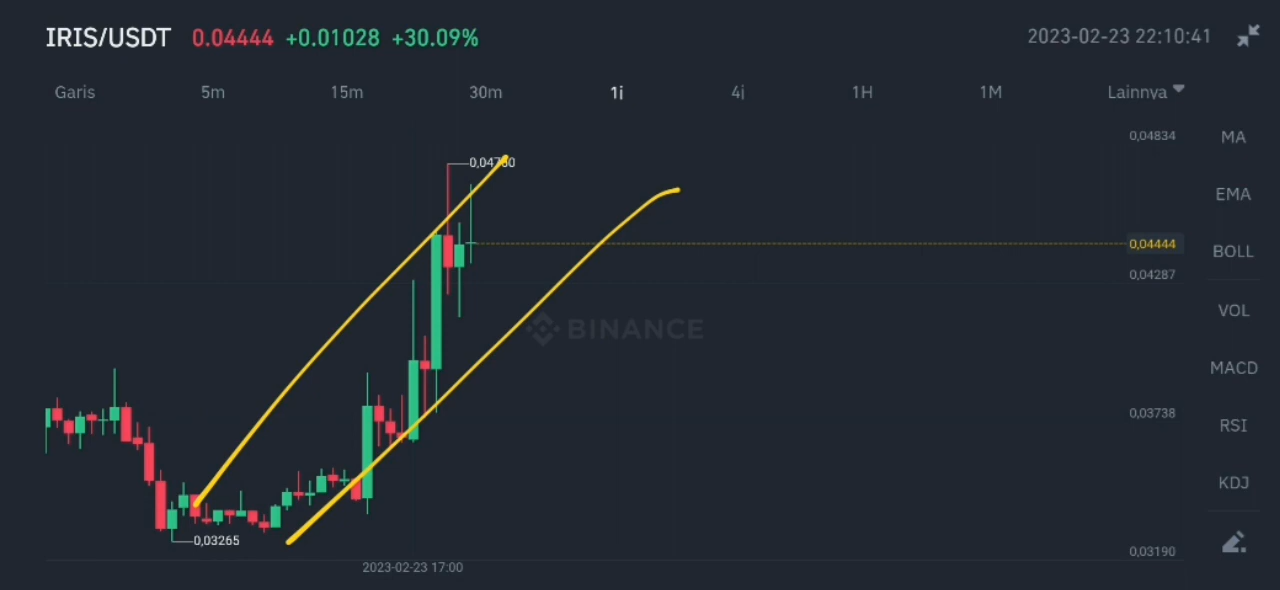 IRIS/USDT 0.04444 +0.01028 +30.09% 2023-02-23 22:10:41
Garis 5m 15m 30m 1j 4j 1H 1M Lainnya
0,04834
MA
0,04760
EMA
0,04444
BOLL
0,04287
VOL
BINANCE
MACD
0,03738
RSI
KDJ
0,03265
0,03190
2023-02-23 17:00